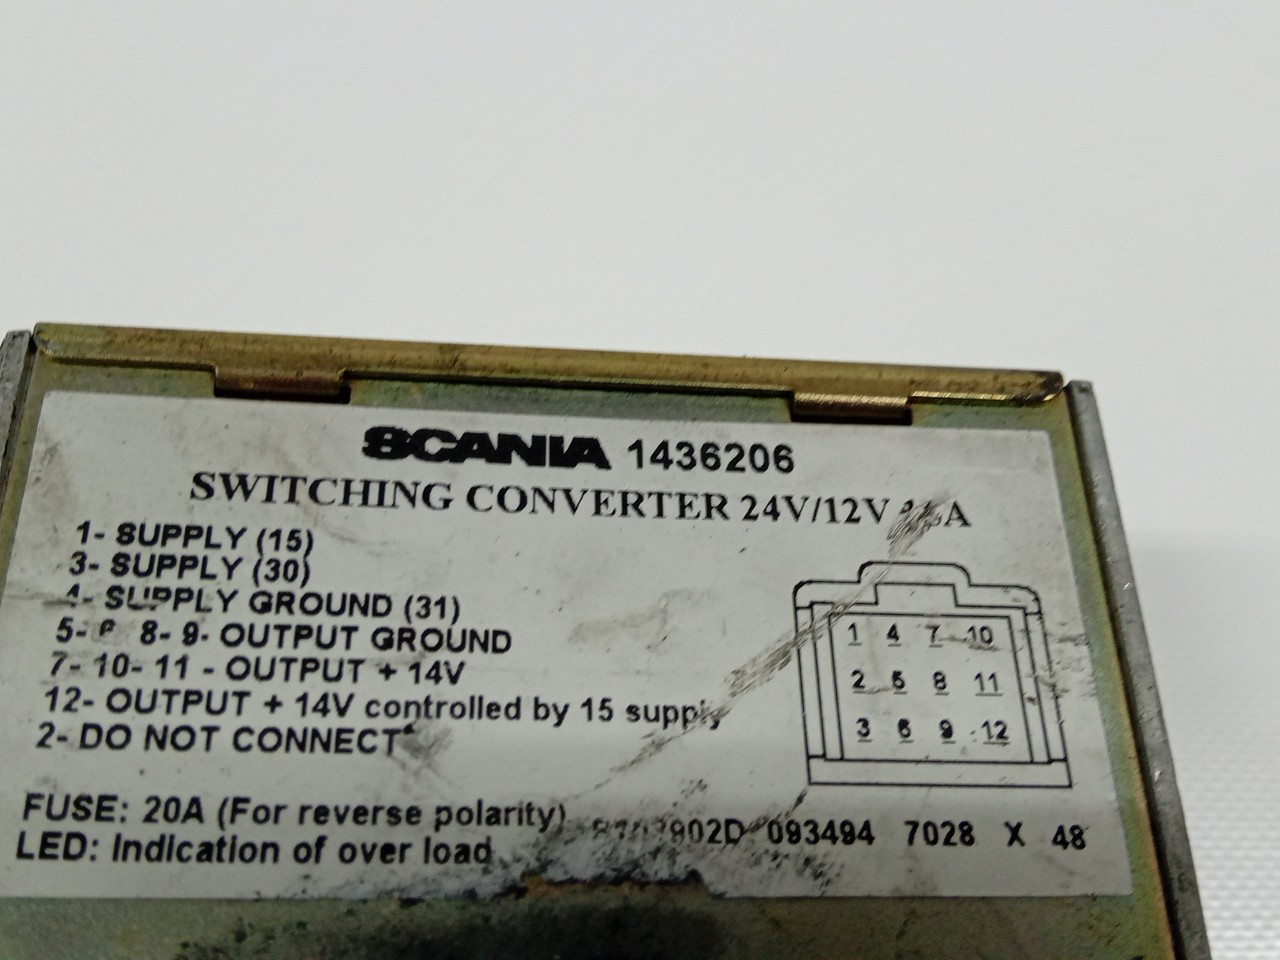 SCANIA 1436206
SWITCHING CONVERTER 24V/12V
1- SUPPLY (15)
3- SUPPLY (30)
4- SUPPLY GROUND (31)
5- 8- 9- OUTPUT GROUND
7- 10- 11 - OUTPUT + 14V
12- OUTPUT + 14V controlled by 15 supply
2- DO NOT CONNECT
1 4 7 10
2 5 8 11
3 6 9 12
FUSE: 20A (For reverse polarity)
LED: Indication of over load
093494 7028 X 48